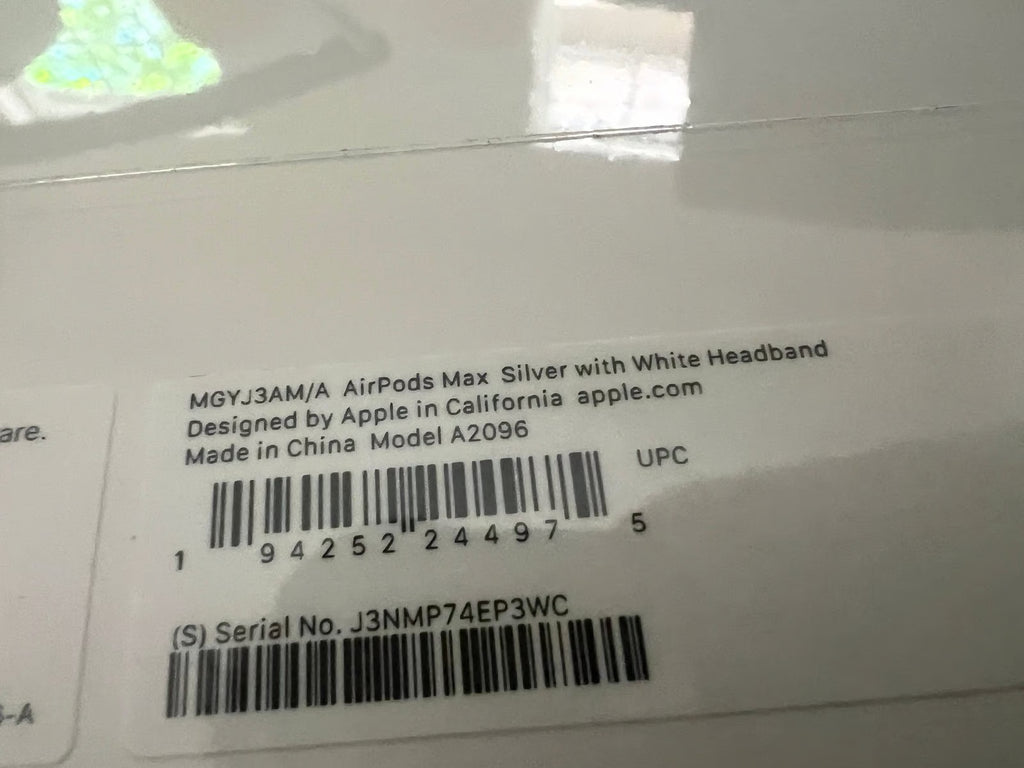 MGYJ3AM/A AirPods Max Silver with White Headband
Designed by Apple in California apple.com
Made in China Model A2096
UPC
1 94252 24497 5
(S) Serial No. J3NMP74EP3WC
are.
-A